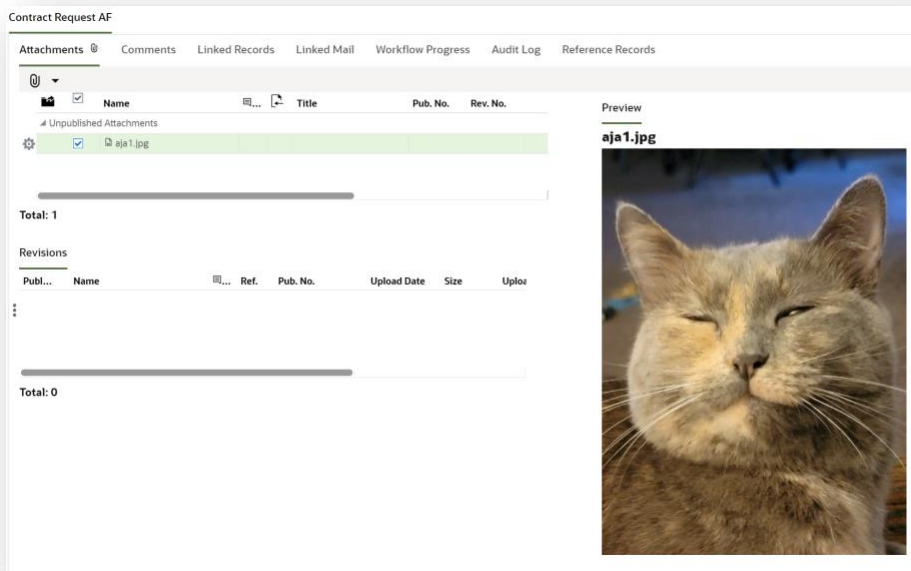 Contract Request AF
Attachments Comments Linked Records Linked Mail Workflow Progress Audit Log Reference Records
Name ... Title Pub. No. Rev. No.
Unpublished Attachments
aja1.jpg
Total: 1
Revisions
Publ... Name ... Ref. Pub. No. Upload Date Size Uploa
Total: 0
Preview
aja1.jpg